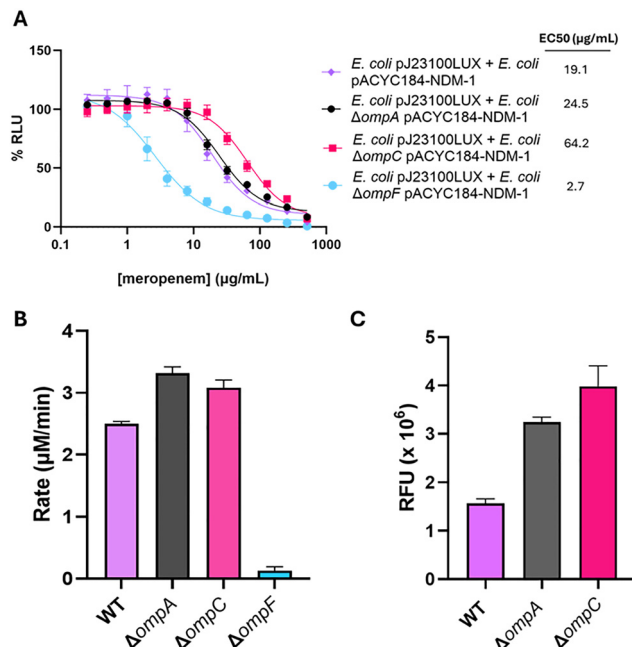 A
EC50 (µg/mL)
150
100
50
0
% RLU
0.1 1 10 100 1000
[meropenem] (µg/mL)
E. coli pJ23100LUX + E. coli
pACYC184-NDM-1
19.1
E. coli pJ23100LUX + E. coli
ΔompA pACYC184-NDM-1
24.5
E. coli pJ23100LUX + E. coli
ΔompC pACYC184-NDM-1
64.2
E. coli pJ23100LUX + E. coli
ΔompF pACYC184-NDM-1
2.7
B
4
3
2
1
0
Rate (µM/min)
WT ΔompA ΔompC ΔompF
C
5
4
3
2
1
0
RFU (x 10⁶)
WT ΔompA ΔompC